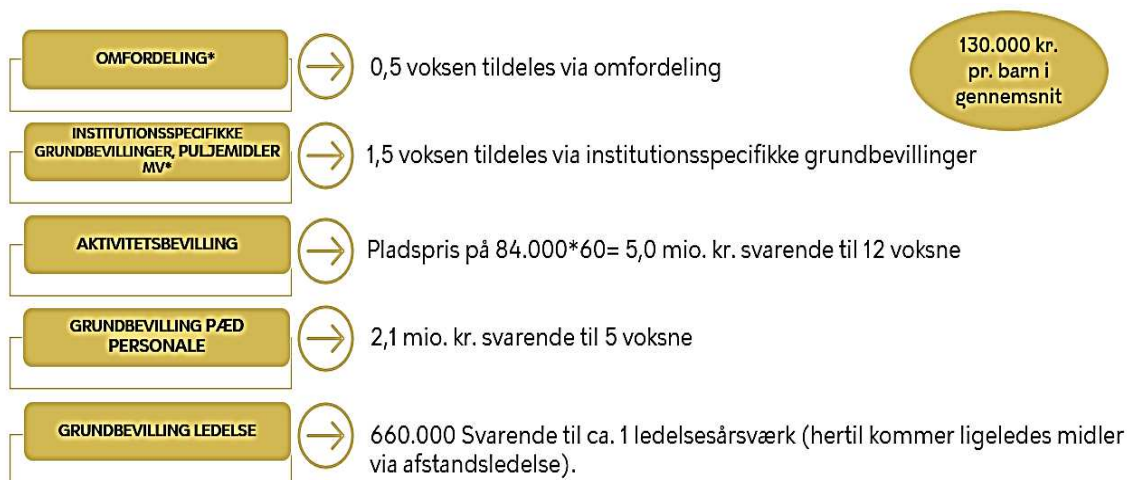 OMFORDELING*
0,5 voksen tildeles via omfordeling
130.000 kr.
pr. barn i
gennemsnit
INSTITUTIONSSPECIFIKKE
GRUNDBEVILLINGER, PULJEMIDLER
MV*
1,5 voksen tildeles via institutionsspecifikke grundbevillinger
AKTIVITETSBEVILLING
Pladspris på 84.000*60= 5,0 mio. kr. svarende til 12 voksne
GRUNDBEVILLING PÆD
PERSONALE
2,1 mio. kr. svarende til 5 voksne
GRUNDBEVILLING LEDELSE
660.000 Svarende til ca. 1 ledelsesårsværk (hertil kommer ligeledes midler
via afstandsledelse).